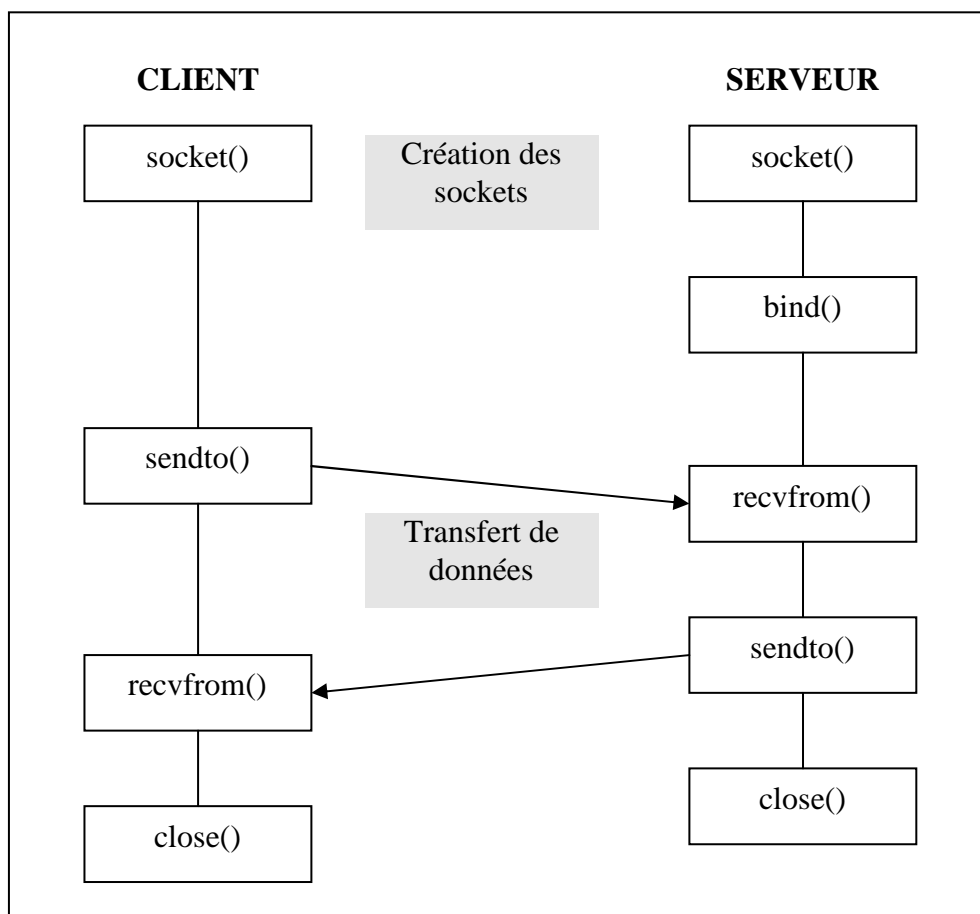 CLIENT
SERVEUR
socket()
Création des
sockets
socket()
bind()
sendto()
recvfrom()
Transfert de
données
sendto()
recvfrom()
close()
close()